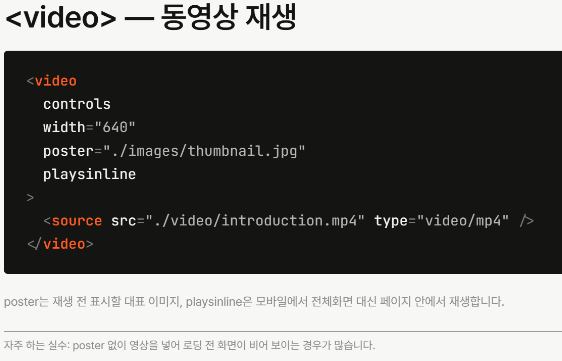 <video> — 동영상 재생
<video
controls
width="640"
poster="./images/thumbnail.jpg"
playsinline
>
<source src="./video/introduction.mp4" type="video/mp4" />
</video>
poster는 재생 전 표시할 대표 이미지, playsinline은 모바일에서 전체화면 대신 페이지 안에서 재생합니다.
자주 하는 실수: poster 없이 영상을 넣어 로딩 전 화면이 비어 보이는 경우가 많습니다.